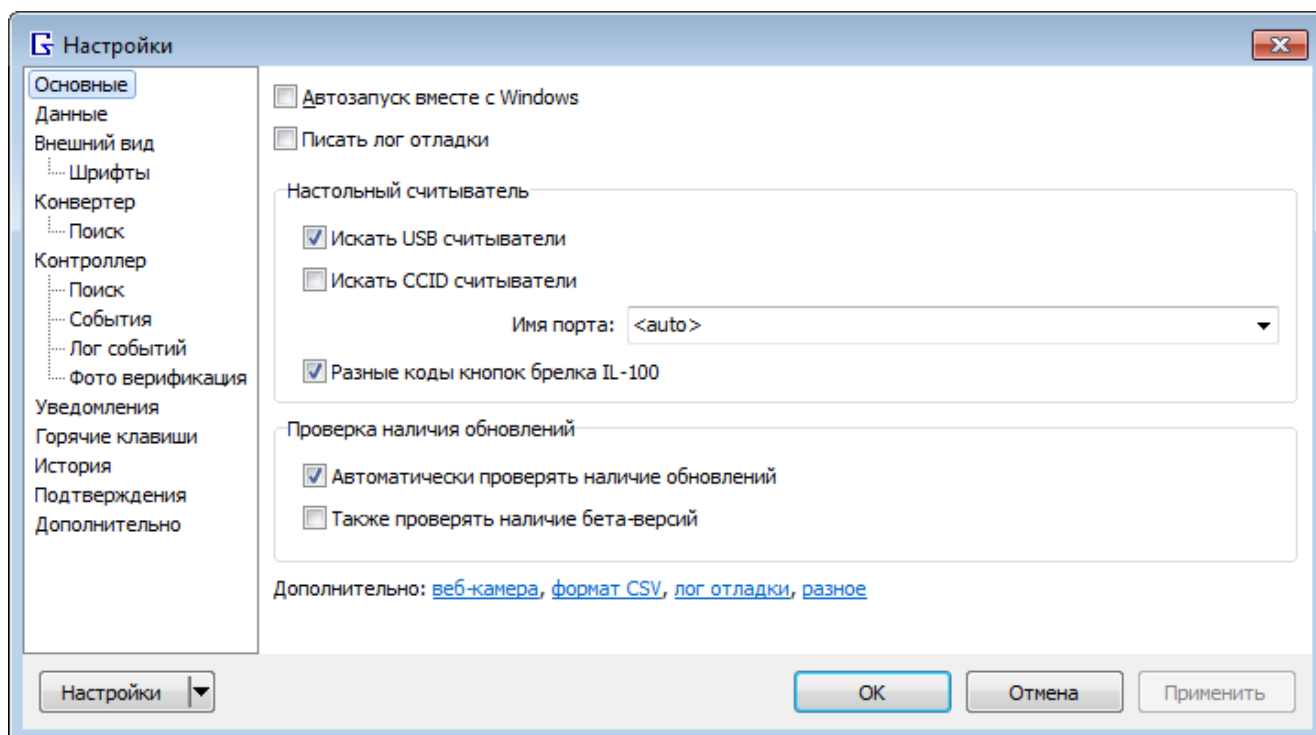 Настройки
Основные
Данные
Внешний вид
Шрифты
Конвертер
Поиск
Контроллер
Поиск
События
Лог событий
Фото верификация
Уведомления
Горячие клавиши
История
Подтверждения
Дополнительно
Автозапуск вместе с Windows
Писать лог отладки
Настольный считыватель
Искать USB считыватели
Искать CCID считыватели
Имя порта: <auto>
Разные коды кнопок брелка IL-100
Проверка наличия обновлений
Автоматически проверять наличие обновлений
Также проверять наличие бета-версий
Дополнительно: веб-камера, формат CSV, лог отладки, разное
Настройки
OK
Отмена
Применить